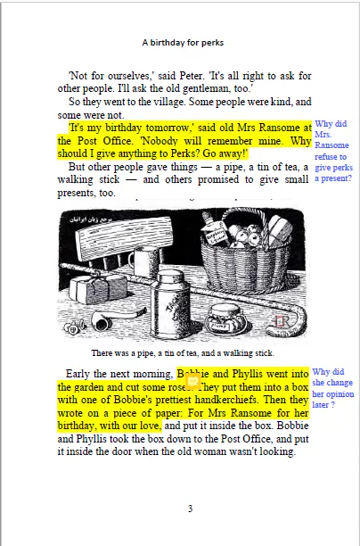 A birthday for perks
'Not for ourselves,' said Peter. 'It's all right to ask for
other people. I'll ask the old gentleman, too.'
So they went to the village. Some people were kind, and
some were not.
'It's my birthday tomorrow,' said old Mrs Ransome at
the Post Office. 'Nobody will remember mine. Why
should I give anything to Perks? Go away!'
But other people gave things — a pipe, a tin of tea, a
walking stick — and others promised to give small
presents, too.
Why did
Mrs.
Ransome
refuse to
give perks
a present?
مرجع زبان ایرانیان
There was a pipe, a tin of tea, and a walking stick.
Early the next morning, Bobbie and Phyllis went into
the garden and cut some roses. They put them into a box
with one of Bobbie's prettiest handkerchiefs. Then they
wrote on a piece of paper: For Mrs Ransome for her
birthday, with our love, and put it inside the box. Bobbie
and Phyllis took the box down to the Post Office, and put
it inside the door when the old woman wasn't looking.
Why did
she change
her opinion
later ?
3